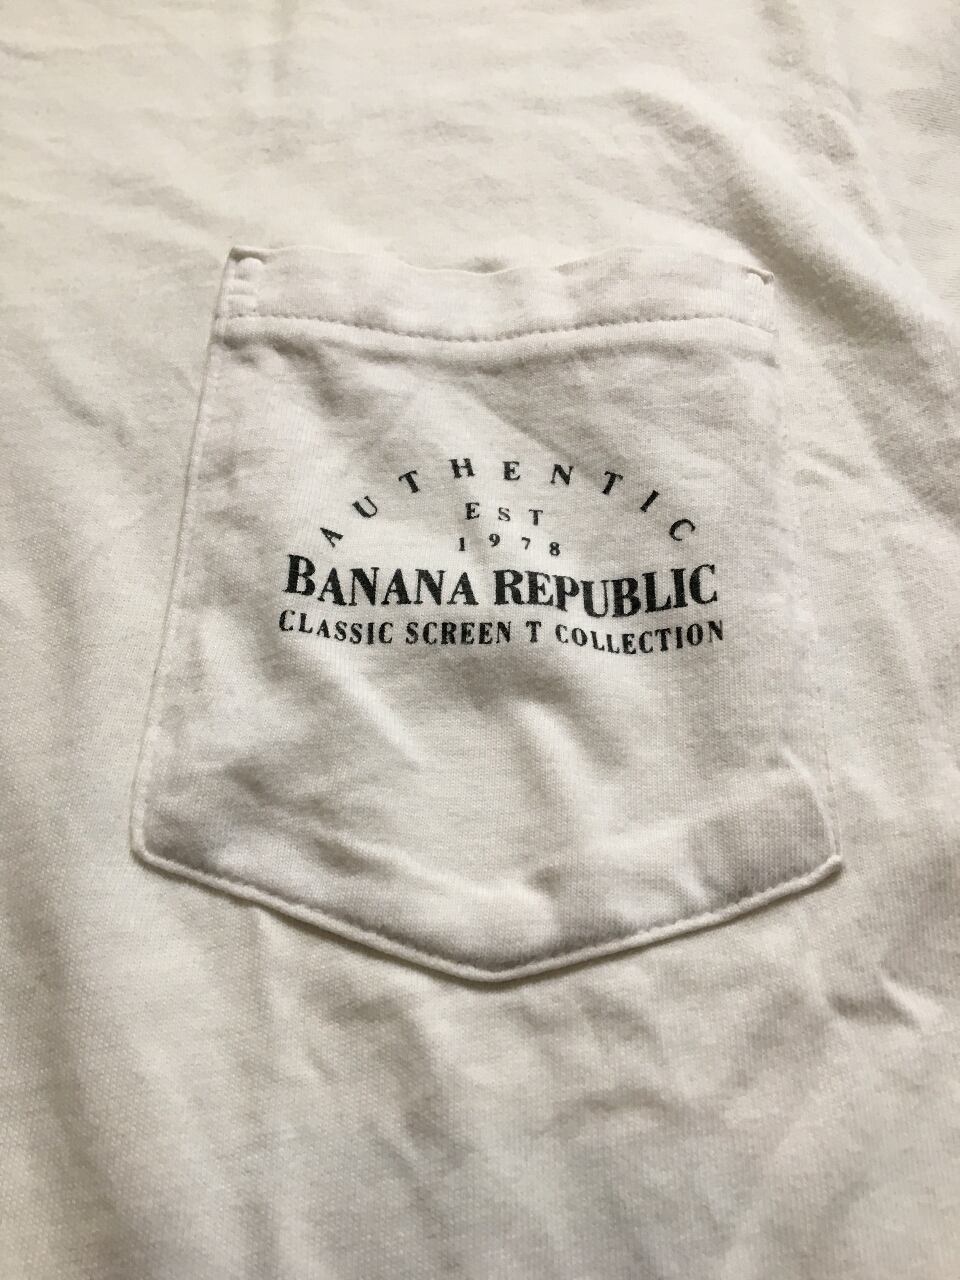 AUTHENTIC
EST
1978
BANANA REPUBLIC
CLASSIC SCREEN T COLLECTION